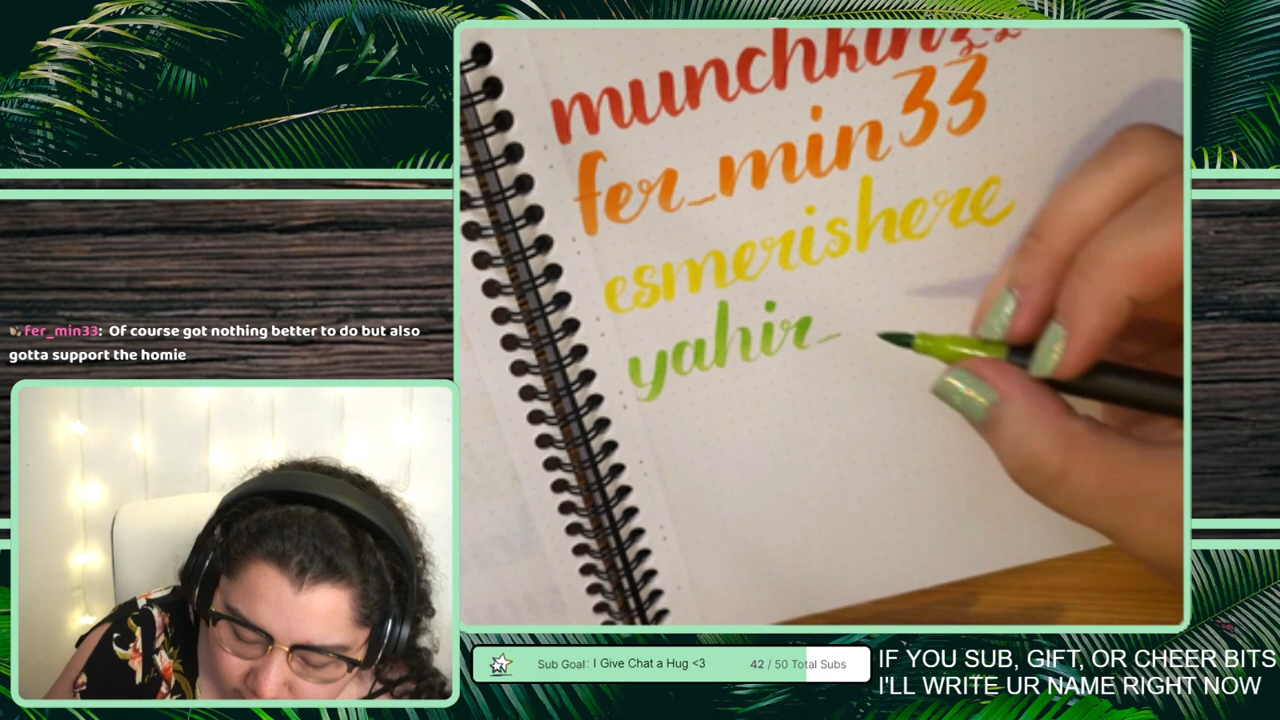 munchkin33
fer_min33
esmerishere
yahir_
fer_min33: Of course got nothing better to do but also
gotta support the homie
Sub Goal: I Give Chat a Hug <3 42 / 50 Total Subs
IF YOU SUB, GIFT, OR CHEER BITS
I'LL WRITE UR NAME RIGHT NOW